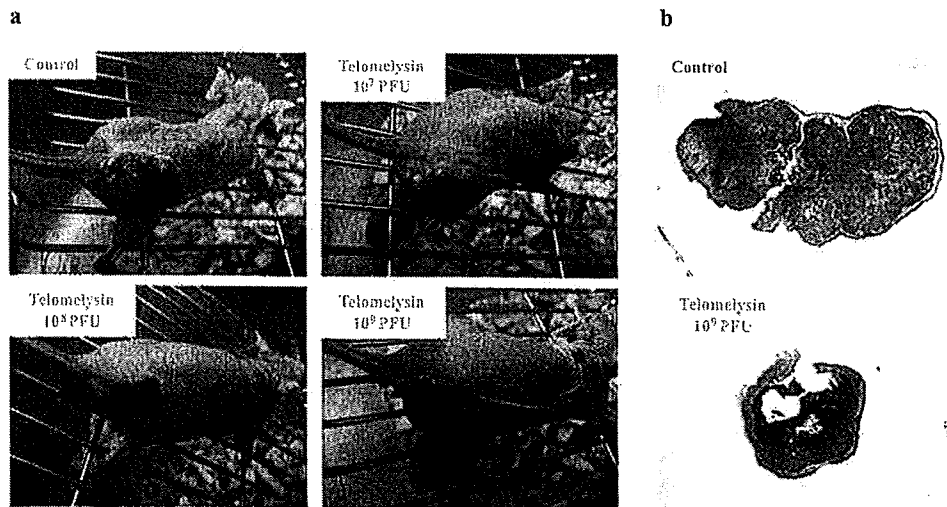 a
Control
Telomelysin
10⁷ PFU
Telomelysin
10⁸ PFU
Telomelysin
10⁹ PFU
b
Control
Telomelysin
10⁹ PFU